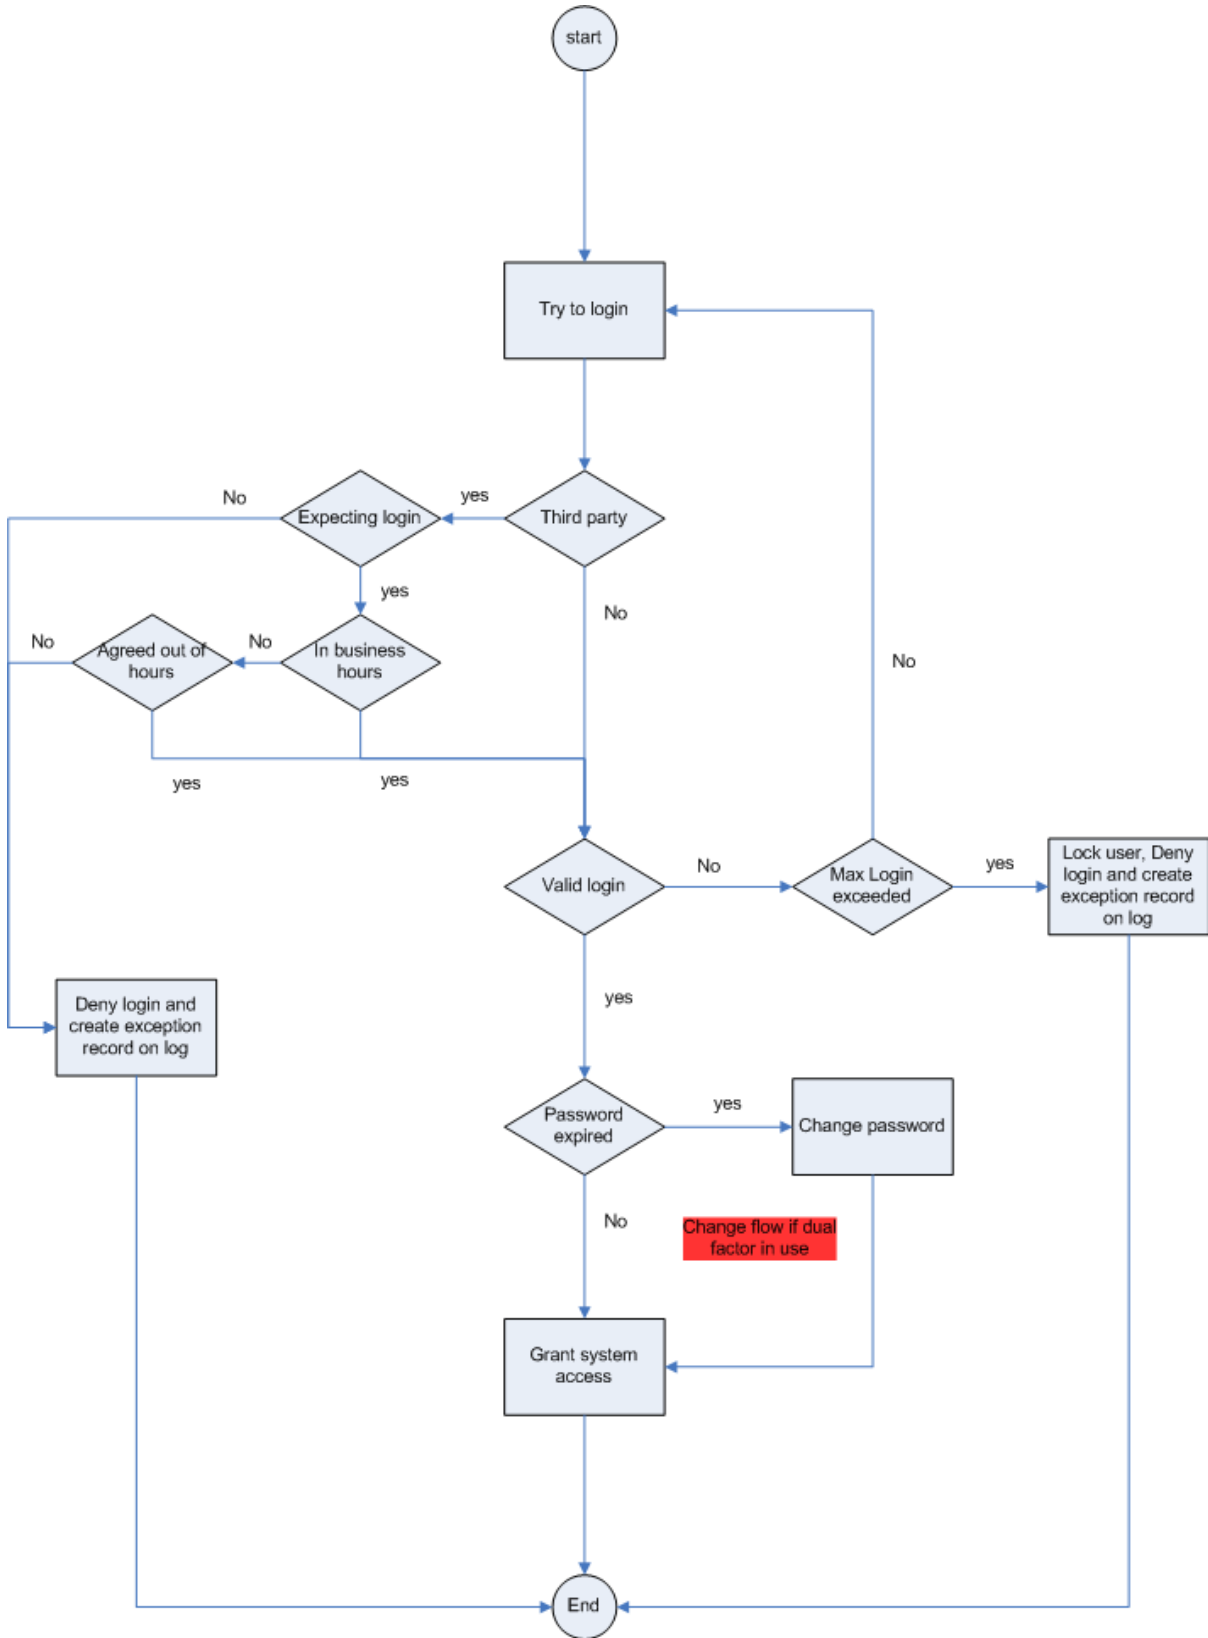 start
Try to login
No
Expecting login
yes
Third party
yes
No
No
Agreed out of
hours
No
In business
hours
No
yes
yes
Valid login
No
Max Login
exceeded
yes
Lock user, Deny
login and create
exception record
on log
yes
Deny login and
create exception
record on log
Password
expired
yes
Change password
No
Change flow if dual
factor in use
Grant system
access
End